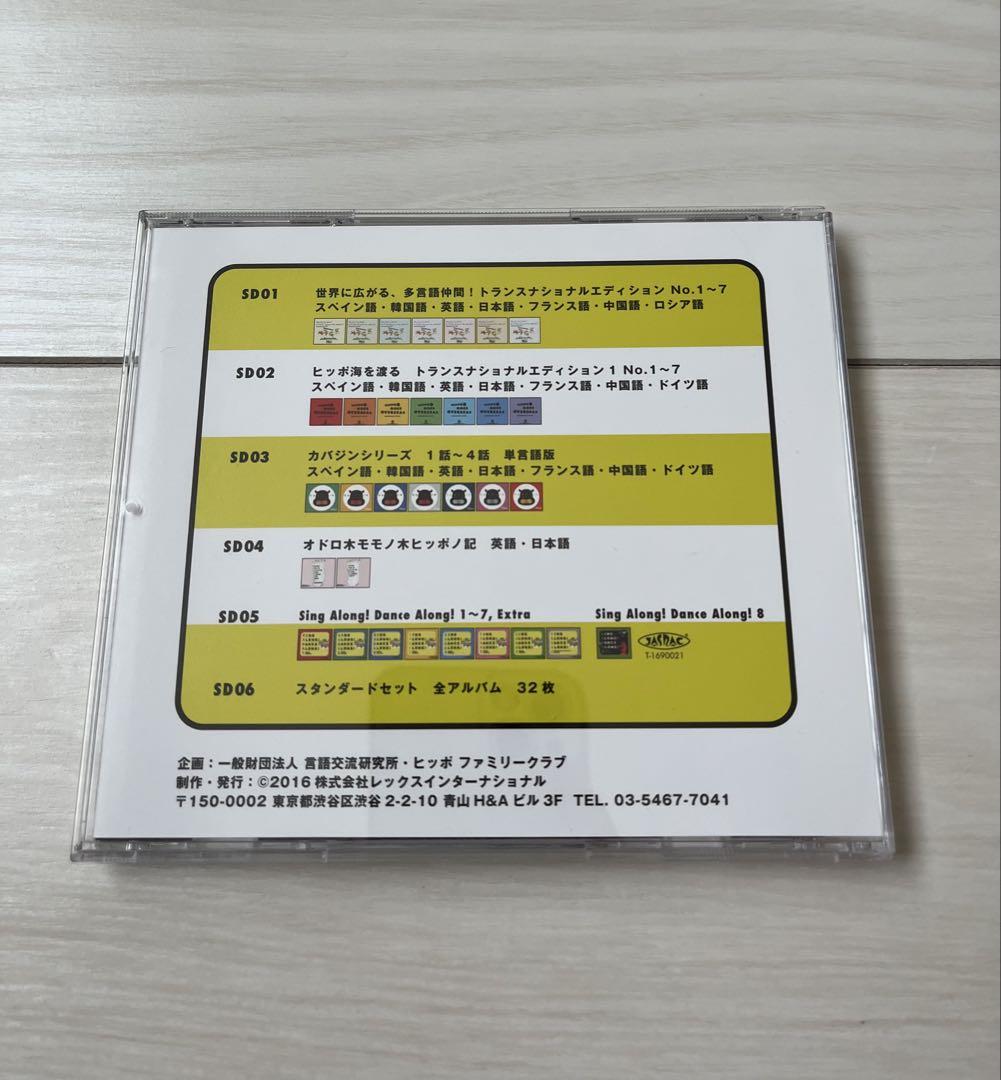 SD01 世界に広がる、多言語仲間!トランスナショナルエディション No.1〜7
スペイン語・韓国語・英語・日本語・フランス語・中国語・ロシア語
SD02 ヒッポ海を渡る トランスナショナルエディション1 No.1〜7
スペイン語・韓国語・英語・日本語・フランス語・中国語・ドイツ語
SD03 カバジンシリーズ 1話〜4話 単言語版
スペイン語・韓国語・英語・日本語・フランス語・中国語・ドイツ語
SD04 オドロ木モモノ木ヒッポノ記 英語・日本語
SD05 Sing Along! Dance Along! 1〜7, Extra Sing Along! Dance Along! 8
JASRAC
T-1690021
SD06 スタンダードセット 全アルバム 32枚
企画:一般財団法人 言語交流研究所・ヒッポ ファミリークラブ
制作・発行:©2016 株式会社レックスインターナショナル
〒150-0002 東京都渋谷区渋谷 2-2-10 青山 H&A ビル 3F TEL. 03-5467-7041